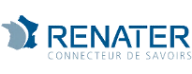 RENATER
CONNECTEUR DE SAVOIRS